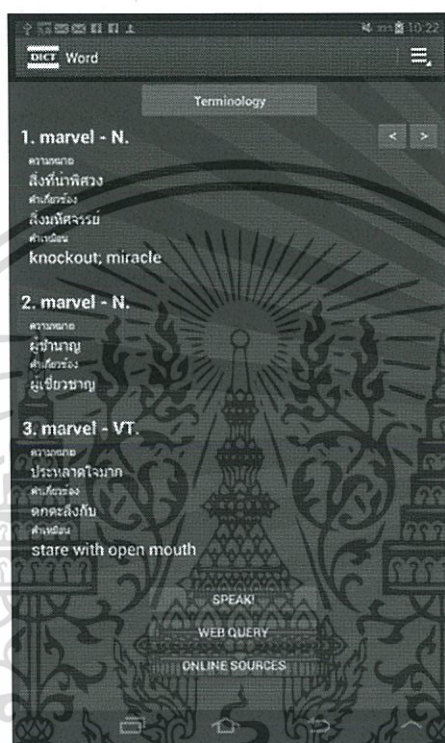 10:22
DICT Word
Terminology
1. marvel - N.
< >
ความหมาย
สิ่งที่น่าพิศวง
คำเกี่ยวข้อง
สิ่งมหัศจรรย์
คำเหมือน
knockout; miracle
2. marvel - N.
ความหมาย
ผู้ชำนาญ
คำเกี่ยวข้อง
ผู้เชี่ยวชาญ
3. marvel - VT.
ความหมาย
ประหลาดใจมาก
คำเกี่ยวข้อง
ตกตะลึงกับ
คำเหมือน
stare with open mouth
SPEAK!
WEB QUERY
ONLINE SOURCES